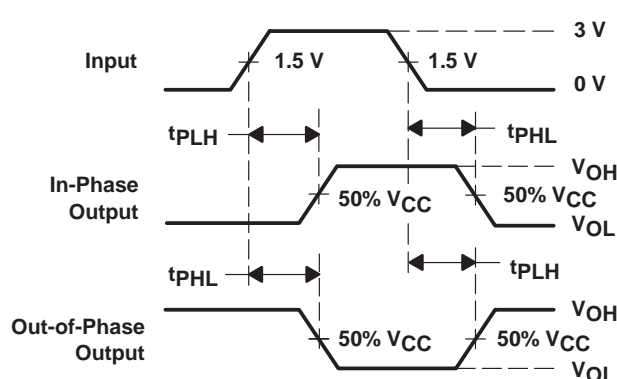 3 V
Input
1.5 V
1.5 V
0 V
tPLH
tPHL
VOH
In-Phase
Output
50% VCC
50% VCC
VOL
tPHL
tPLH
VOH
Out-of-Phase
Output
50% VCC
50% VCC
VOL